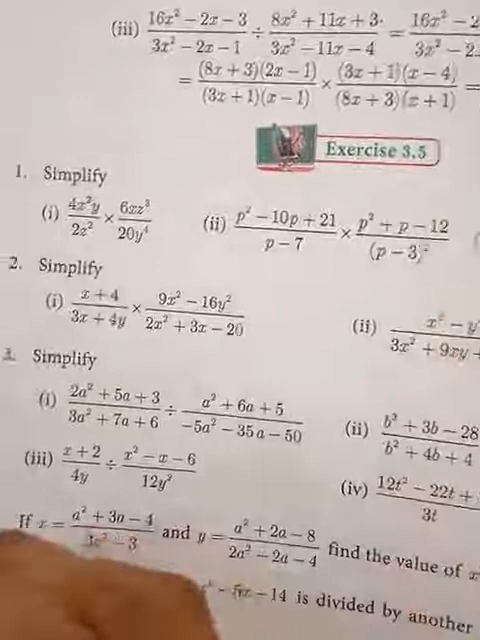 (iii) (16x² − 2x − 3)/(3x² − 2x − 1) ÷ (8x² + 11x + 3)/(3x² − 11x − 4) = (16x² − 2)/(3x² − 2)
= ((8x + 3)(2x − 1))/((3x + 1)(x − 1)) × ((3x + 1)(x − 4))/((8x + 3)(x + 1)) =
Exercise 3.5
1. Simplify
(i) 4x²y/2z² × 6xz³/20y⁴ (ii) (p² − 10p + 21)/(p − 7) × (p² + p − 12)/(p − 3)²
2. Simplify
(i) (x + 4)/(3x + 4y) × (9x² − 16y²)/(2x² + 3x − 20) (ii) (x³ − y)/(3x² + 9xy +
3. Simplify
(i) (2a² + 5a + 3)/(3a² + 7a + 6) ÷ (a² + 6a + 5)/(−5a² − 35a − 50) (ii) (b² + 3b − 28)/(b² + 4b + 4)
(iii) (x + 2)/4y ÷ (x² − x − 6)/12y² (iv) (12t² − 22t +)/3t
If x = (a² + 3a − 4)/(3a² − 3) and y = (a² + 2a − 8)/(2a² − 2a − 4) find the value of x
− 5x − 14 is divided by another